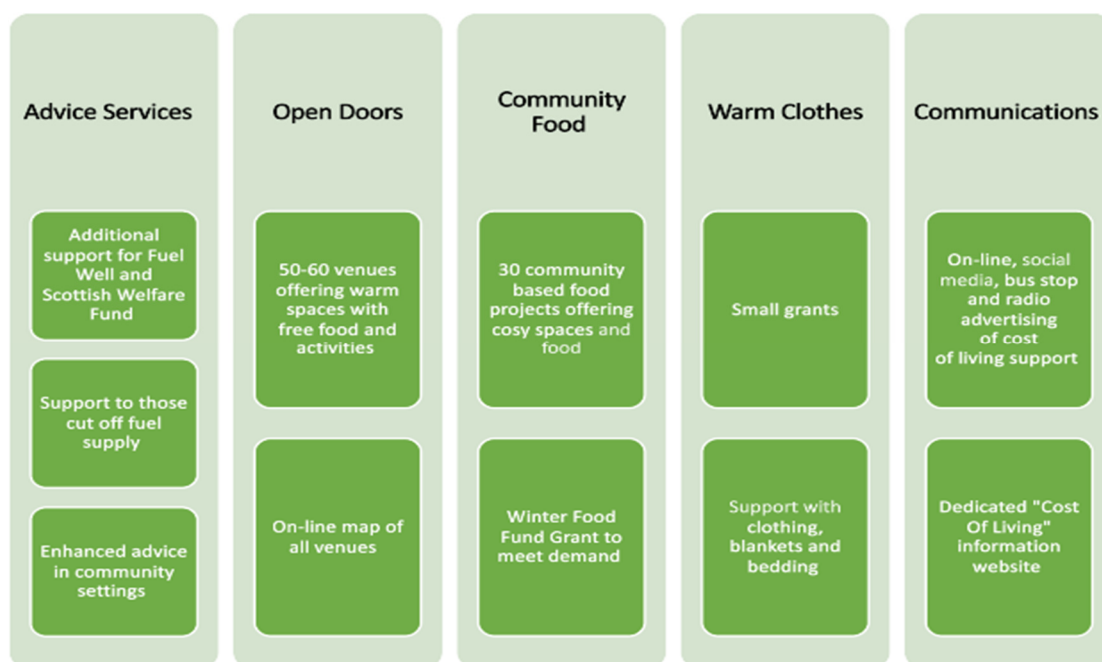 Advice Services
Additional
support for Fuel
Well and
Scottish Welfare
Fund
Support to those
cut off fuel
supply
Enhanced advice
in community
settings
Open Doors
50-60 venues
offering warm
spaces with
free food and
activities
On-line map of
all venues
Community
Food
30 community
based food
projects offering
cosy spaces and
food
Winter Food
Fund Grant to
meet demand
Warm Clothes
Small grants
Support with
clothing,
blankets and
bedding
Communications
On-line, social
media, bus stop
and radio
advertising
of cost
of living support
Dedicated "Cost
Of Living"
information
website